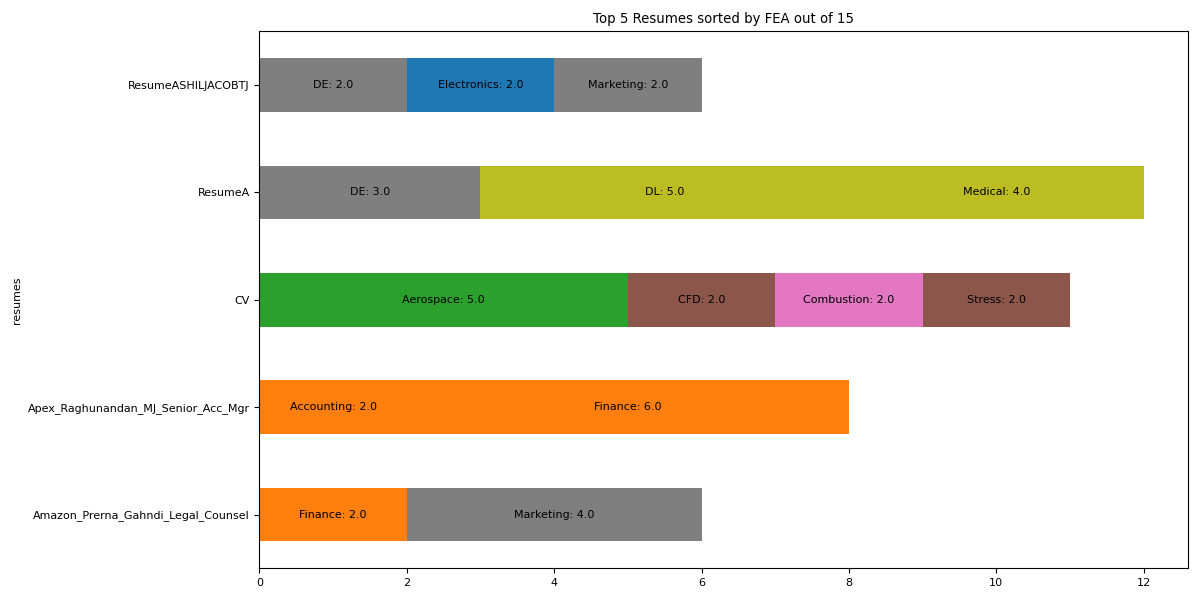 Top 5 Resumes sorted by FEA out of 15
resumes
ResumeASHILJACOBTJ
DE: 2.0
Electronics: 2.0
Marketing: 2.0
ResumeA
DE: 3.0
DL: 5.0
Medical: 4.0
CV
Aerospace: 5.0
CFD: 2.0
Combustion: 2.0
Stress: 2.0
Apex_Raghunandan_MJ_Senior_Acc_Mgr
Accounting: 2.0
Finance: 6.0
Amazon_Prerna_Gahndi_Legal_Counsel
Finance: 2.0
Marketing: 4.0
0
2
4
6
8
10
12